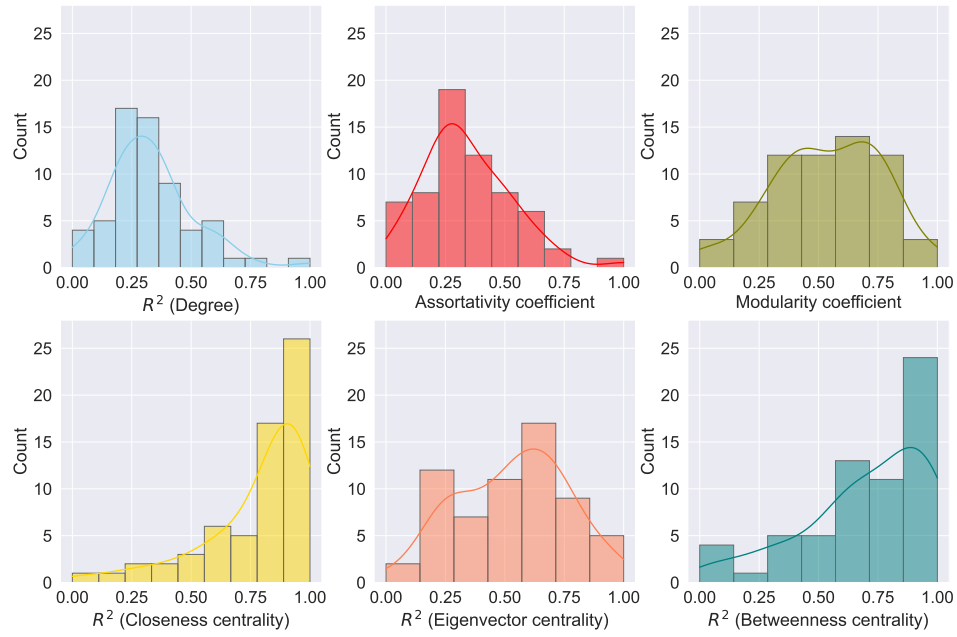 25
20
15
10
5
0
Count
0.00 0.25 0.50 0.75 1.00
R² (Degree)
25
20
15
10
5
0
Count
0.00 0.25 0.50 0.75 1.00
Assortativity coefficient
25
20
15
10
5
0
Count
0.00 0.25 0.50 0.75 1.00
Modularity coefficient
25
20
15
10
5
0
Count
0.00 0.25 0.50 0.75 1.00
R² (Closeness centrality)
25
20
15
10
5
0
Count
0.00 0.25 0.50 0.75 1.00
R² (Eigenvector centrality)
25
20
15
10
5
0
Count
0.00 0.25 0.50 0.75 1.00
R² (Betweenness centrality)